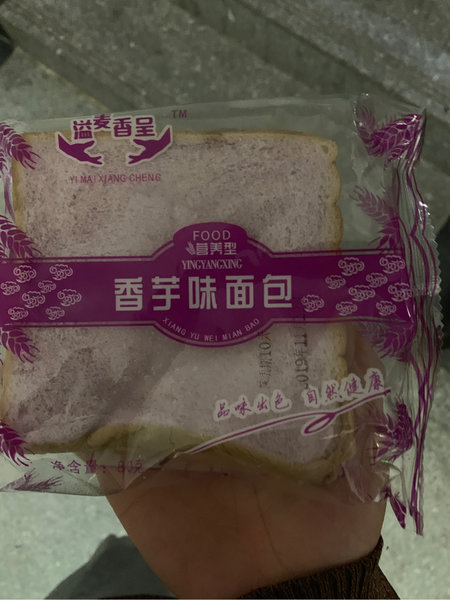 溢麦香呈
TM
YI MAI XIANG CHENG
FOOD
营养型
YINGYANGXING
香芋味面包
XIANG YU WEI MIAN BAO
品味出色 自然健康
净含量：80g